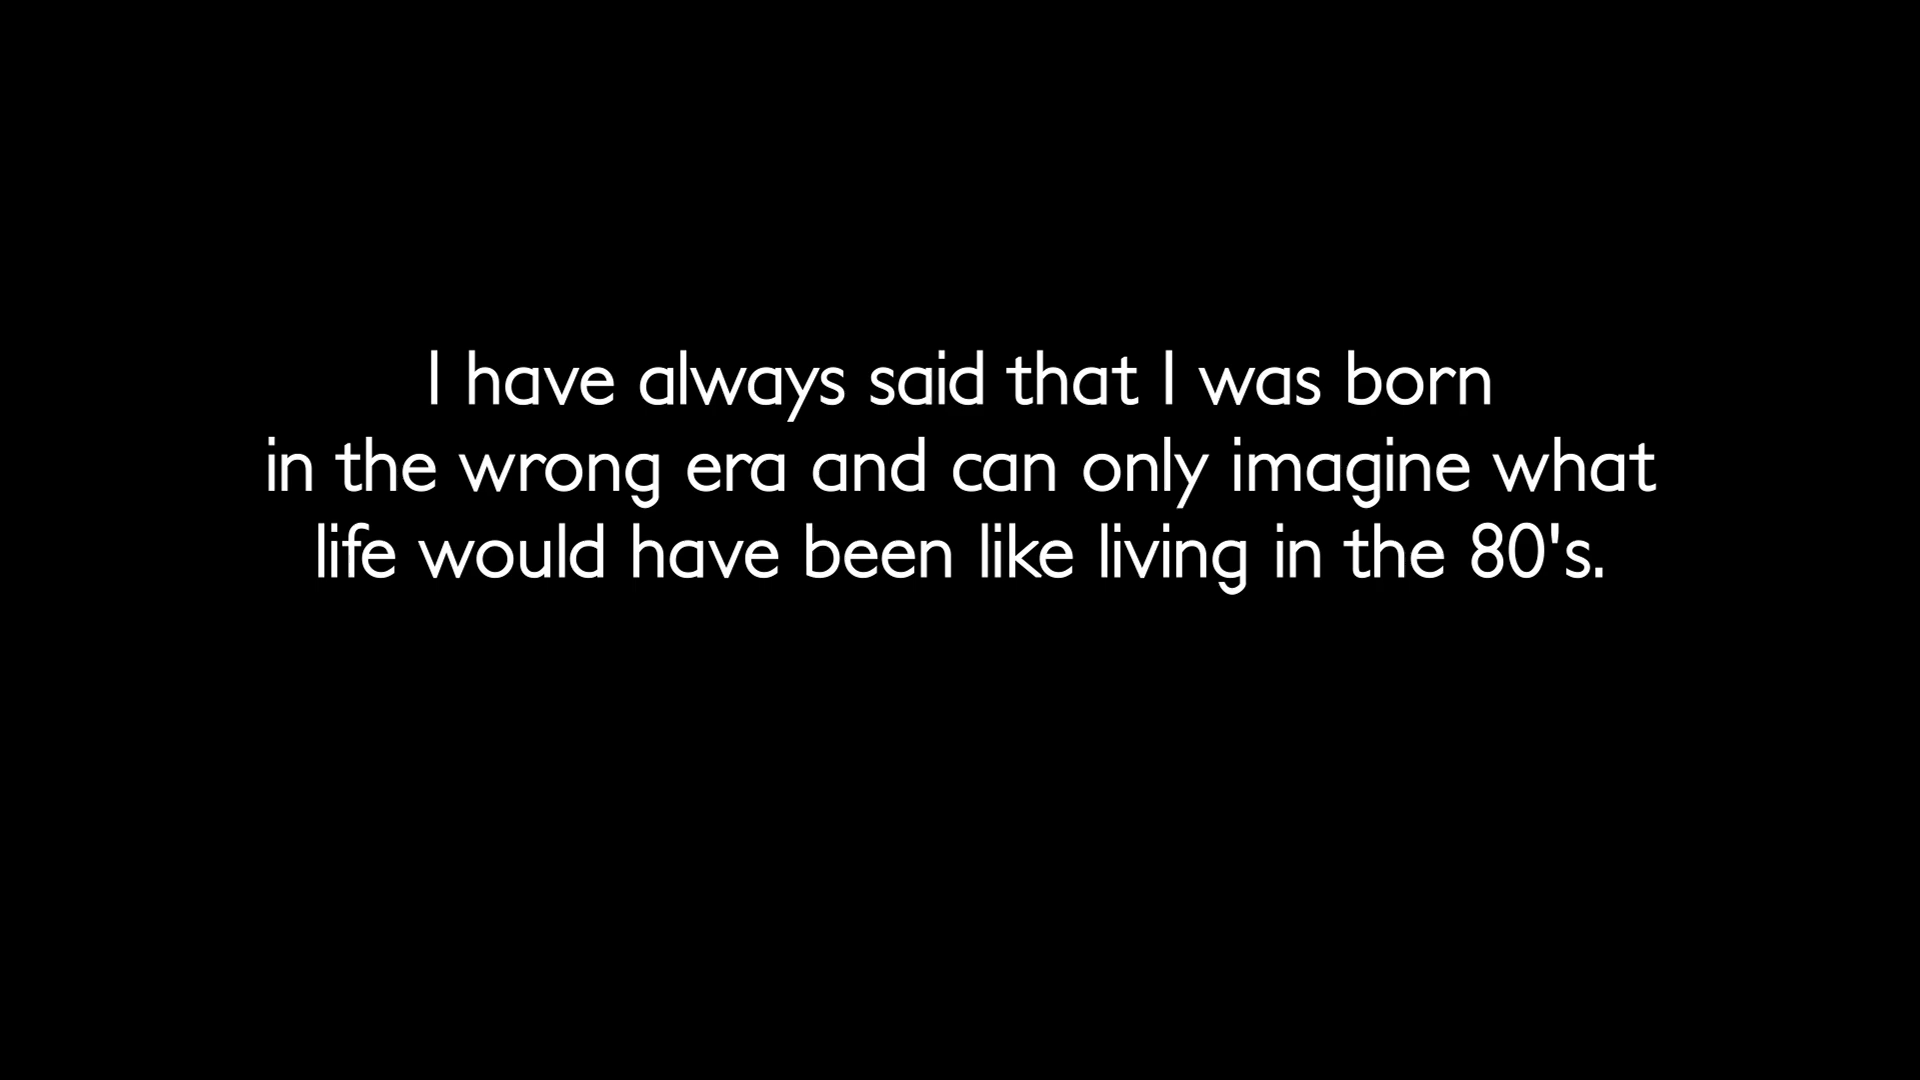 I have always said that I was born
in the wrong era and can only imagine what
life would have been like living in the 80's.